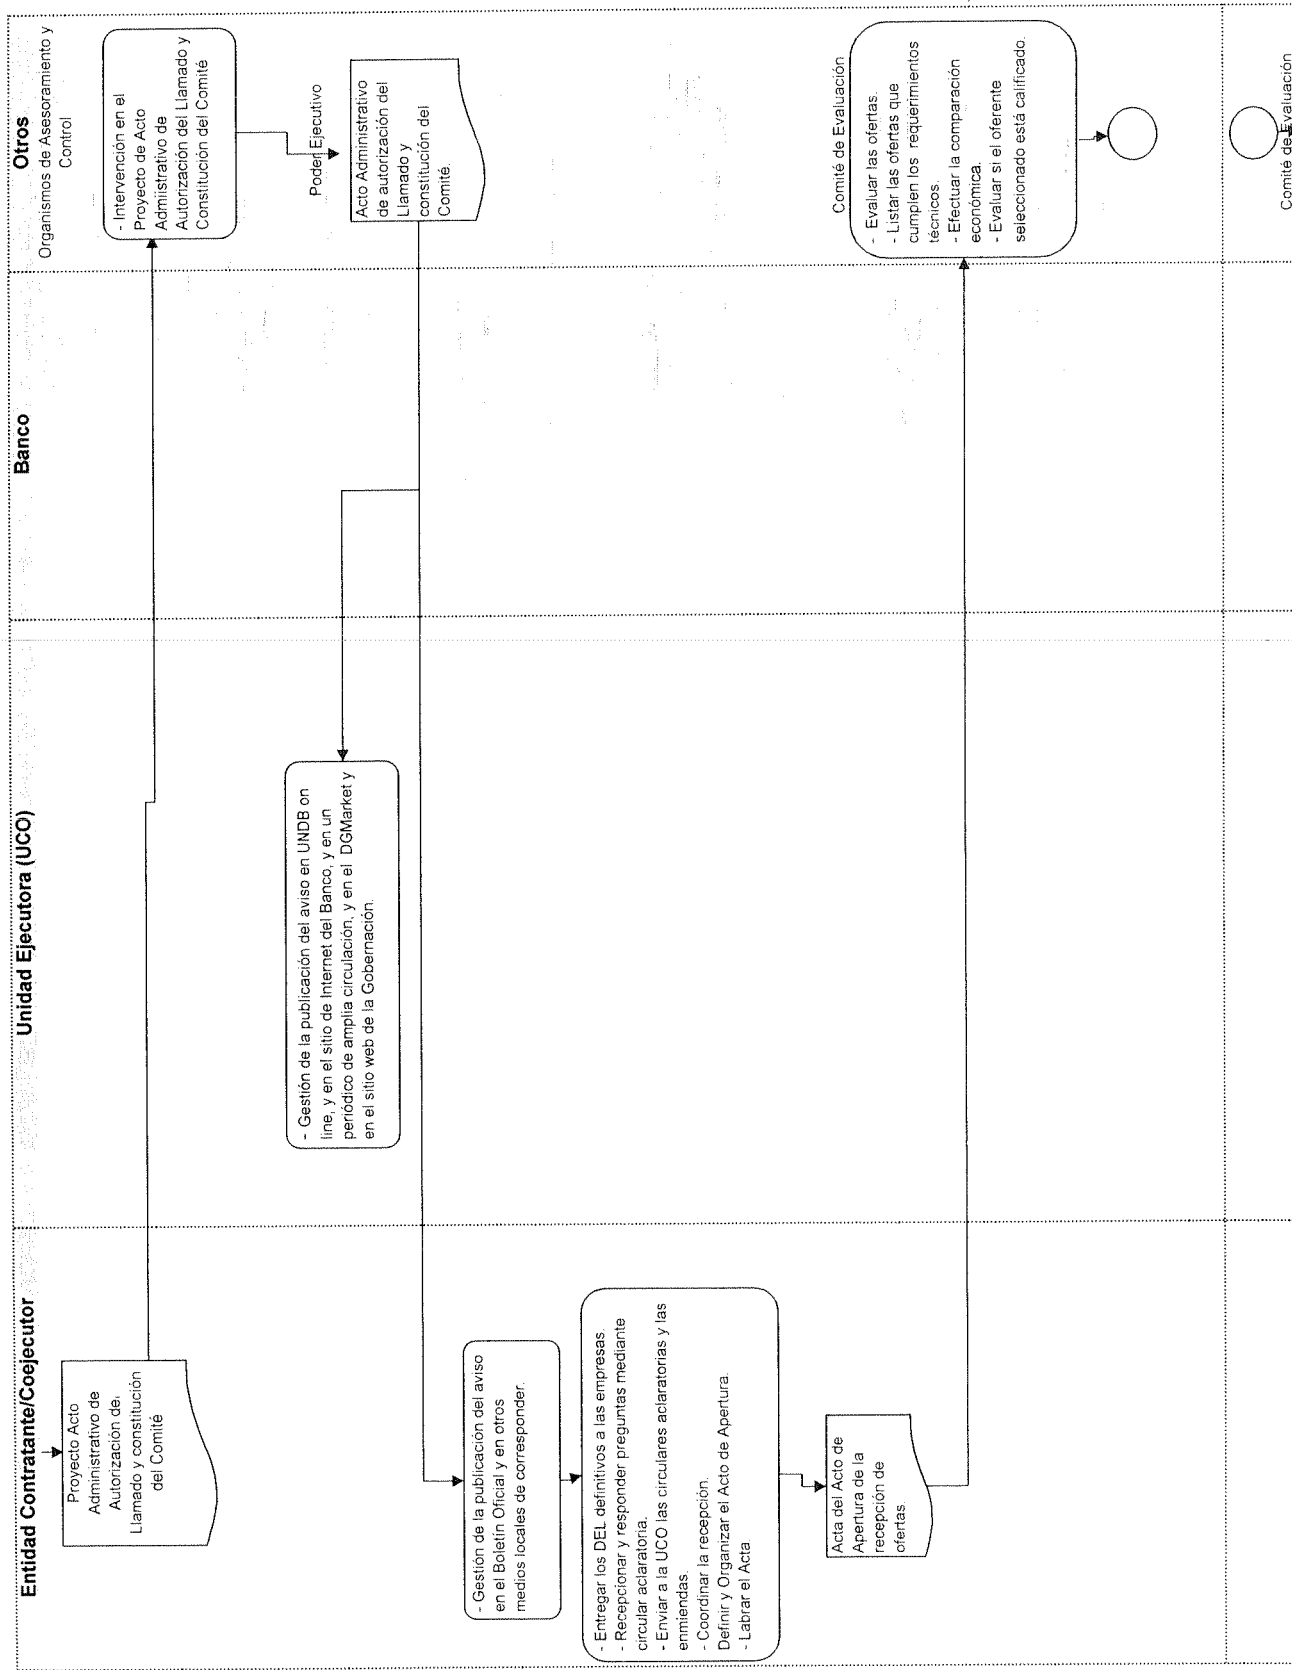 Entidad Contratante/Coejecutor
Unidad Ejecutora (UCO)
Banco
Otros
Organismos de Asesoramiento y
Control
Proyecto Acto
Administrativo de
Autorización de
Llamado y constitución
del Comité
- Intervención en el
Proyecto de Acto
Admiistrativo de
Autorización del Llamado y
Constitución del Comité
Poder Ejecutivo
Acto Administrativo
de autorización del
Llamado y
constitución del
Comité.
- Gestión de la publicación del aviso en UNDB on
line, y en el sitio de Internet del Banco, y en un
periódico de amplia circulación, y en el DGMarket y
en el sitio web de la Gobernación.
- Gestión de la publicación del aviso
en el Boletín Oficial y en otros
medios locales de corresponder.
- Entregar los DEL definitivos a las empresas.
- Recepcionar y responder preguntas mediante
circular aclaratoria.
- Enviar a la UCO las circulares aclaratorias y las
enmiendas.
- Coordinar la recepción.
Definir y Organizar el Acto de Apertura.
- Labrar el Acta
Acta del Acto de
Apertura de la
recepción de
ofertas.
Comité de Evaluación
- Evaluar las ofertas.
- Listar las ofertas que
cumplen los requerimientos
técnicos.
- Efectuar la comparación
económica.
- Evaluar si el oferente
seleccionado está calificado.
Comité de Evaluación